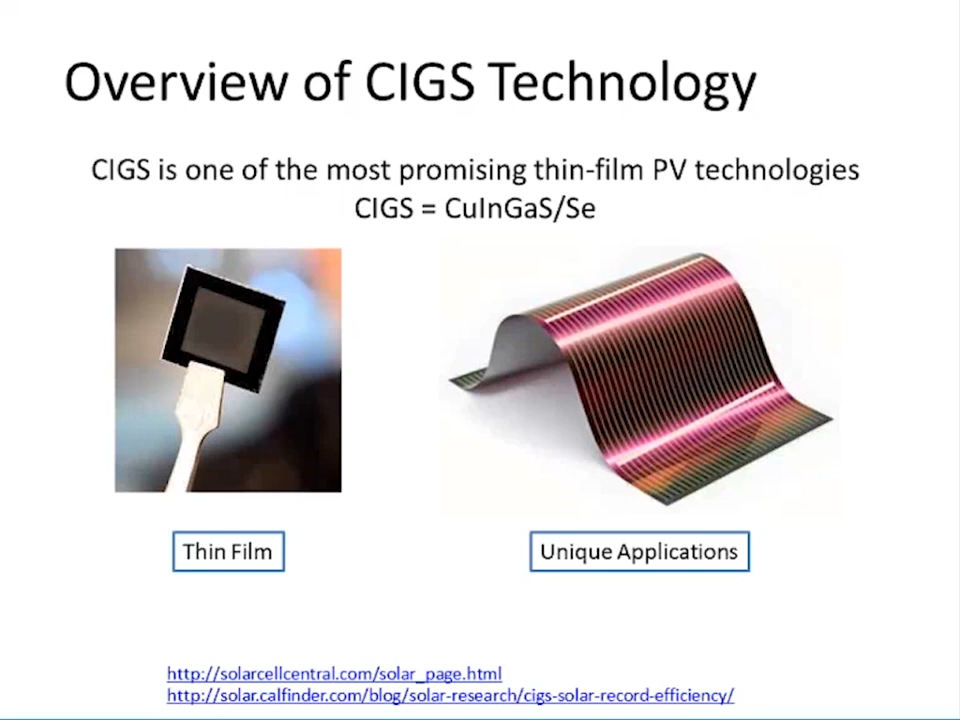 Overview of CIGS Technology
CIGS is one of the most promising thin-film PV technologies
CIGS = CuInGaS/Se
Thin Film
Unique Applications
http://solarcellcentral.com/solar_page.html
http://solar.calfinder.com/blog/solar-research/cigs-solar-record-efficiency/